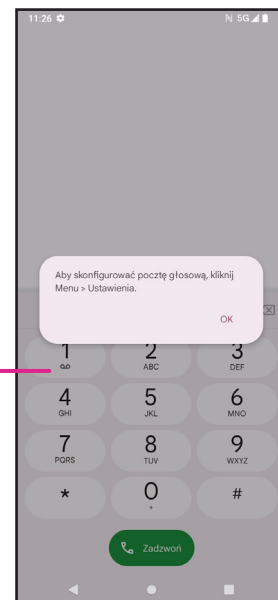 11:26 5G
Aby skonfigurować pocztę głosową, kliknij
Menu > Ustawienia.
OK
1 2 3
ABC DEF
4 5 6
GHI JKL MNO
7 8 9
PQRS TUV WXYZ
* 0 #
+
Zadzwoń